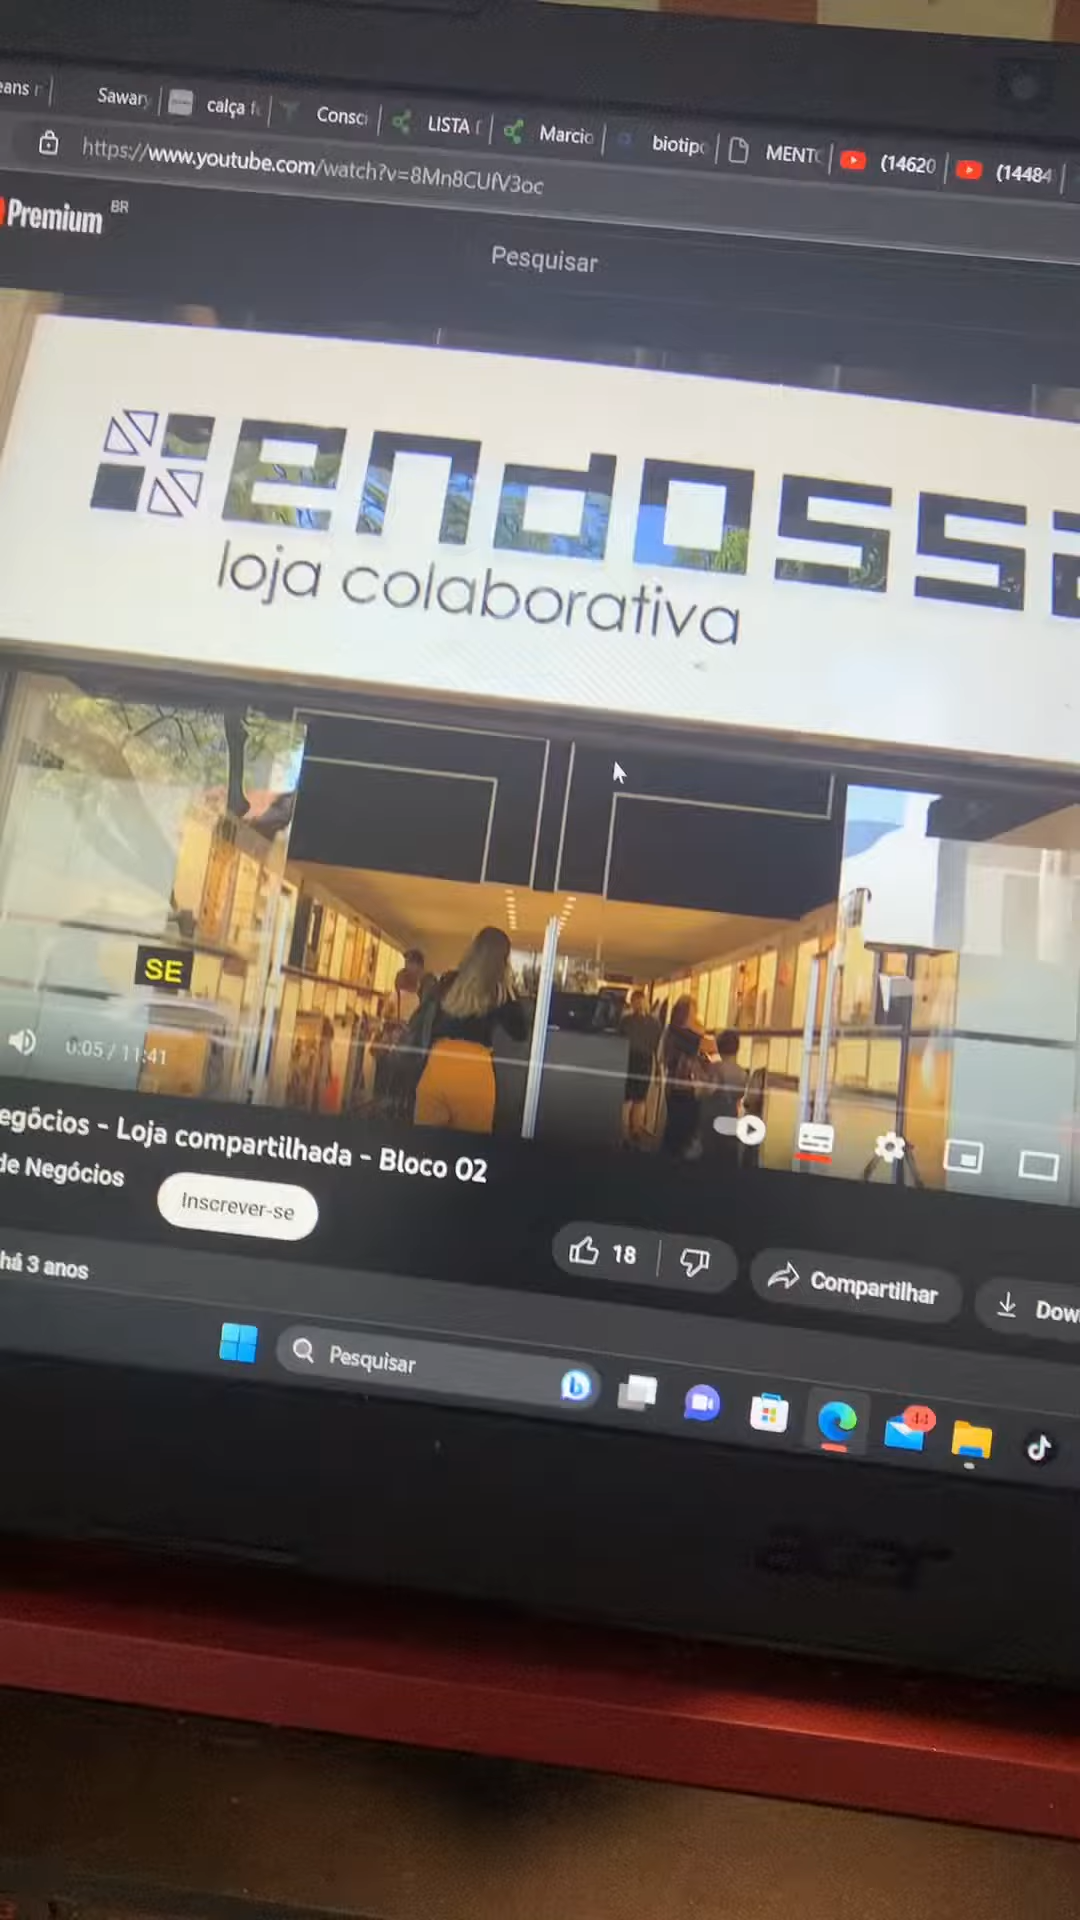 Sawar
calça f
Consci
LISTA
Marcio
biotipo
MENTO
(14620
(14484
https://www.youtube.com/watch?v=8Mn8CUfV3oc
Premium BR
Pesquisar
endossa
loja colaborativa
SE
0:05 / 11:41
egócios - Loja compartilhada - Bloco 02
de Negócios
Inscrever-se
18
Compartilhar
Dow
há 3 anos
Pesquisar
44